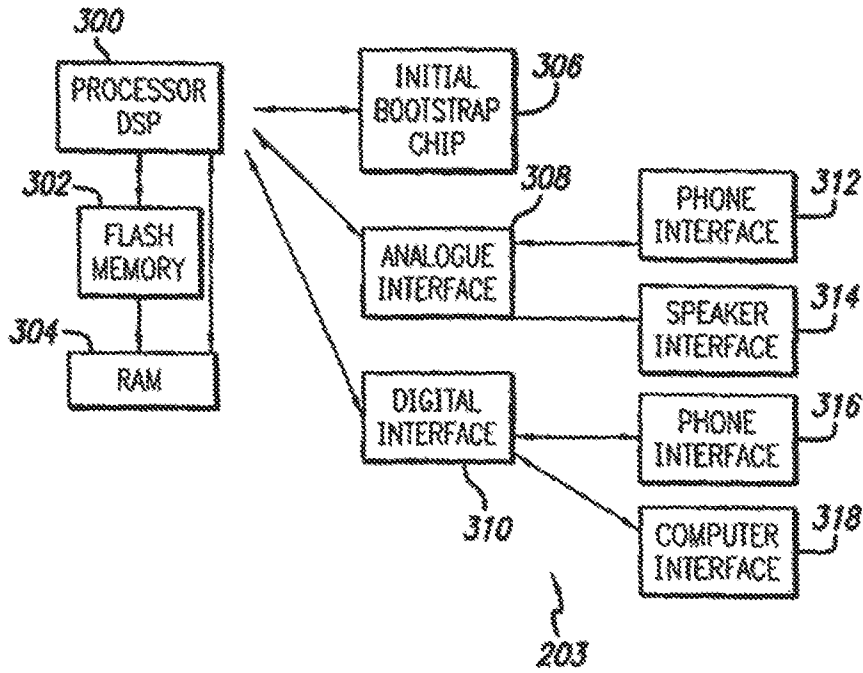 300
PROCESSOR
DSP
INITIAL
BOOTSTRAP
CHIP
306
302
FLASH
MEMORY
308
ANALOGUE
INTERFACE
PHONE
INTERFACE
312
304
RAM
SPEAKER
INTERFACE
314
DIGITAL
INTERFACE
310
PHONE
INTERFACE
316
COMPUTER
INTERFACE
318
203